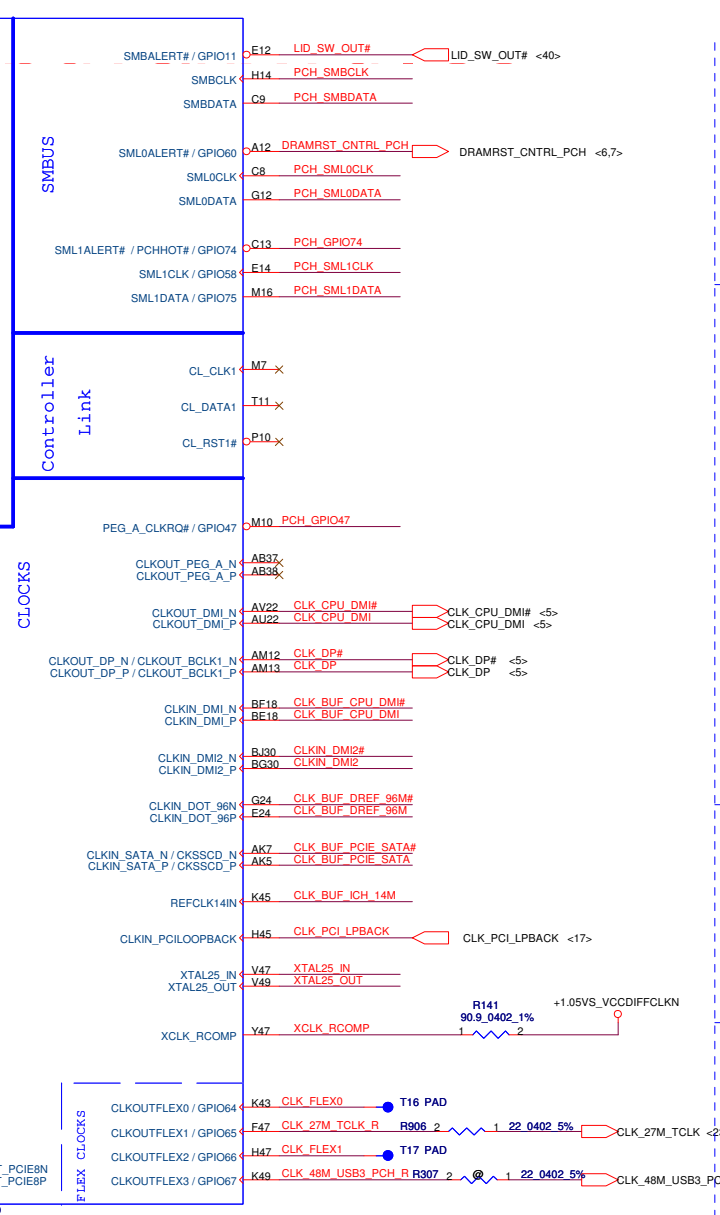 SMBUS
SMBALERT# / GPIO11 E12 LID_SW_OUT# LID_SW_OUT# <40>
SMBCLK H14 PCH_SMBCLK
SMBDATA C9 PCH_SMBDATA
SML0ALERT# / GPIO60 A12 DRAMRST_CNTRL_PCH DRAMRST_CNTRL_PCH <6,7>
SML0CLK C8 PCH_SML0CLK
SML0DATA G12 PCH_SML0DATA
SML1ALERT# / PCHHOT# / GPIO74 C13 PCH_GPIO74
SML1CLK / GPIO58 E14 PCH_SML1CLK
SML1DATA / GPIO75 M16 PCH_SML1DATA
Controller
Link
CL_CLK1 M7
CL_DATA1 T11
CL_RST1# P10
CLOCKS
PEG_A_CLKRQ# / GPIO47 M10 PCH_GPIO47
CLKOUT_PEG_A_N AB37
CLKOUT_PEG_A_P AB38
CLKOUT_DMI_N AV22 CLK_CPU_DMI# CLK_CPU_DMI# <5>
CLKOUT_DMI_P AU22 CLK_CPU_DMI CLK_CPU_DMI <5>
CLKOUT_DP_N / CLKOUT_BCLK1_N AM12 CLK_DP# CLK_DP# <5>
CLKOUT_DP_P / CLKOUT_BCLK1_P AM13 CLK_DP CLK_DP <5>
CLKIN_DMI_N BF18 CLK_BUF_CPU_DMI#
CLKIN_DMI_P BE18 CLK_BUF_CPU_DMI
CLKIN_DMI2_N BJ30 CLKIN_DMI2#
CLKIN_DMI2_P BG30 CLKIN_DMI2
CLKIN_DOT_96N G24 CLK_BUF_DREF_96M#
CLKIN_DOT_96P E24 CLK_BUF_DREF_96M
CLKIN_SATA_N / CKSSCD_N AK7 CLK_BUF_PCIE_SATA#
CLKIN_SATA_P / CKSSCD_P AK5 CLK_BUF_PCIE_SATA
REFCLK14IN K45 CLK_BUF_ICH_14M
CLKIN_PCILOOPBACK H45 CLK_PCI_LPBACK CLK_PCI_LPBACK <17>
XTAL25_IN V47 XTAL25_IN
XTAL25_OUT V49 XTAL25_OUT
R141 +1.05VS_VCCDIFFCLKN
90.9_0402_1%
XCLK_RCOMP Y47 XCLK_RCOMP 1 2
FLEX CLOCKS
CLKOUTFLEX0 / GPIO64 K43 CLK_FLEX0 T16 PAD
CLKOUTFLEX1 / GPIO65 F47 CLK_27M_TCLK_R R906 2 1 22_0402_5% CLK_27M_TCLK <2
CLKOUTFLEX2 / GPIO66 H47 CLK_FLEX1 T17 PAD
CLKOUTFLEX3 / GPIO67 K49 CLK_48M_USB3_PCH_R R307 2 @ 1 22_0402_5% CLK_48M_USB3_PC
T_PCIE8N
T_PCIE8P